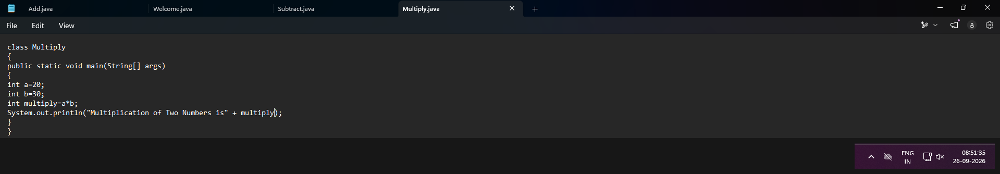 Add.java
Welcome.java
Subtract.java
Multiply.java
File
Edit
View
class Multiply
{
public static void main(String[] args)
{
int a=20;
int b=30;
int multiply=a*b;
System.out.println("Multiplication of Two Numbers is" + multiply);
}
}
ENG
IN
08:51:35
26-09-2026